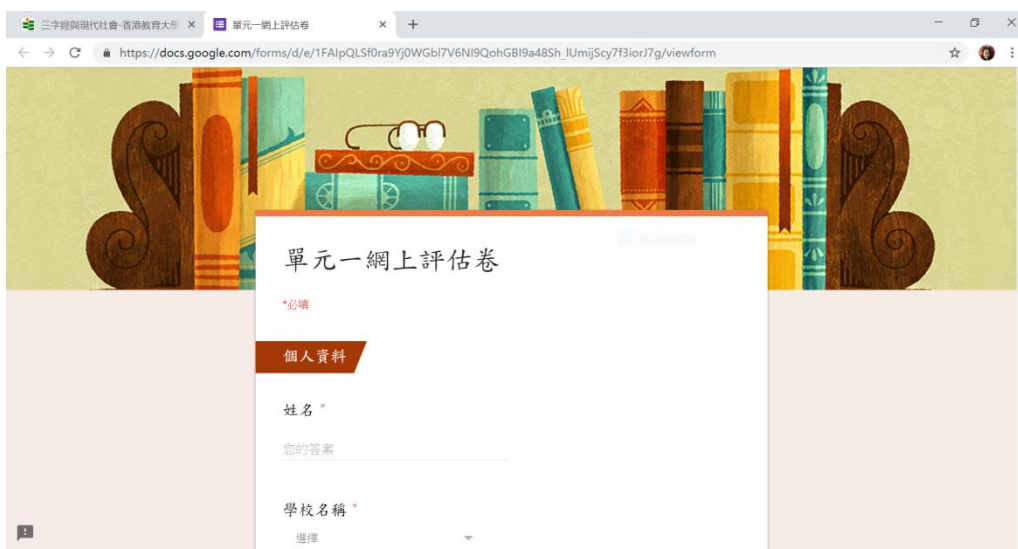 三字經與現代社會-香港教育大學
單元一網上評估卷
https://docs.google.com/forms/d/e/1FAIpQLSf0ra9Yj0WGbl7V6NI9QohGBI9a48Sh_lUmijScy7f3iorJ7g/viewform
單元一網上評估卷
*必填
個人資料
姓名 *
您的答案
學校名稱 *
選擇